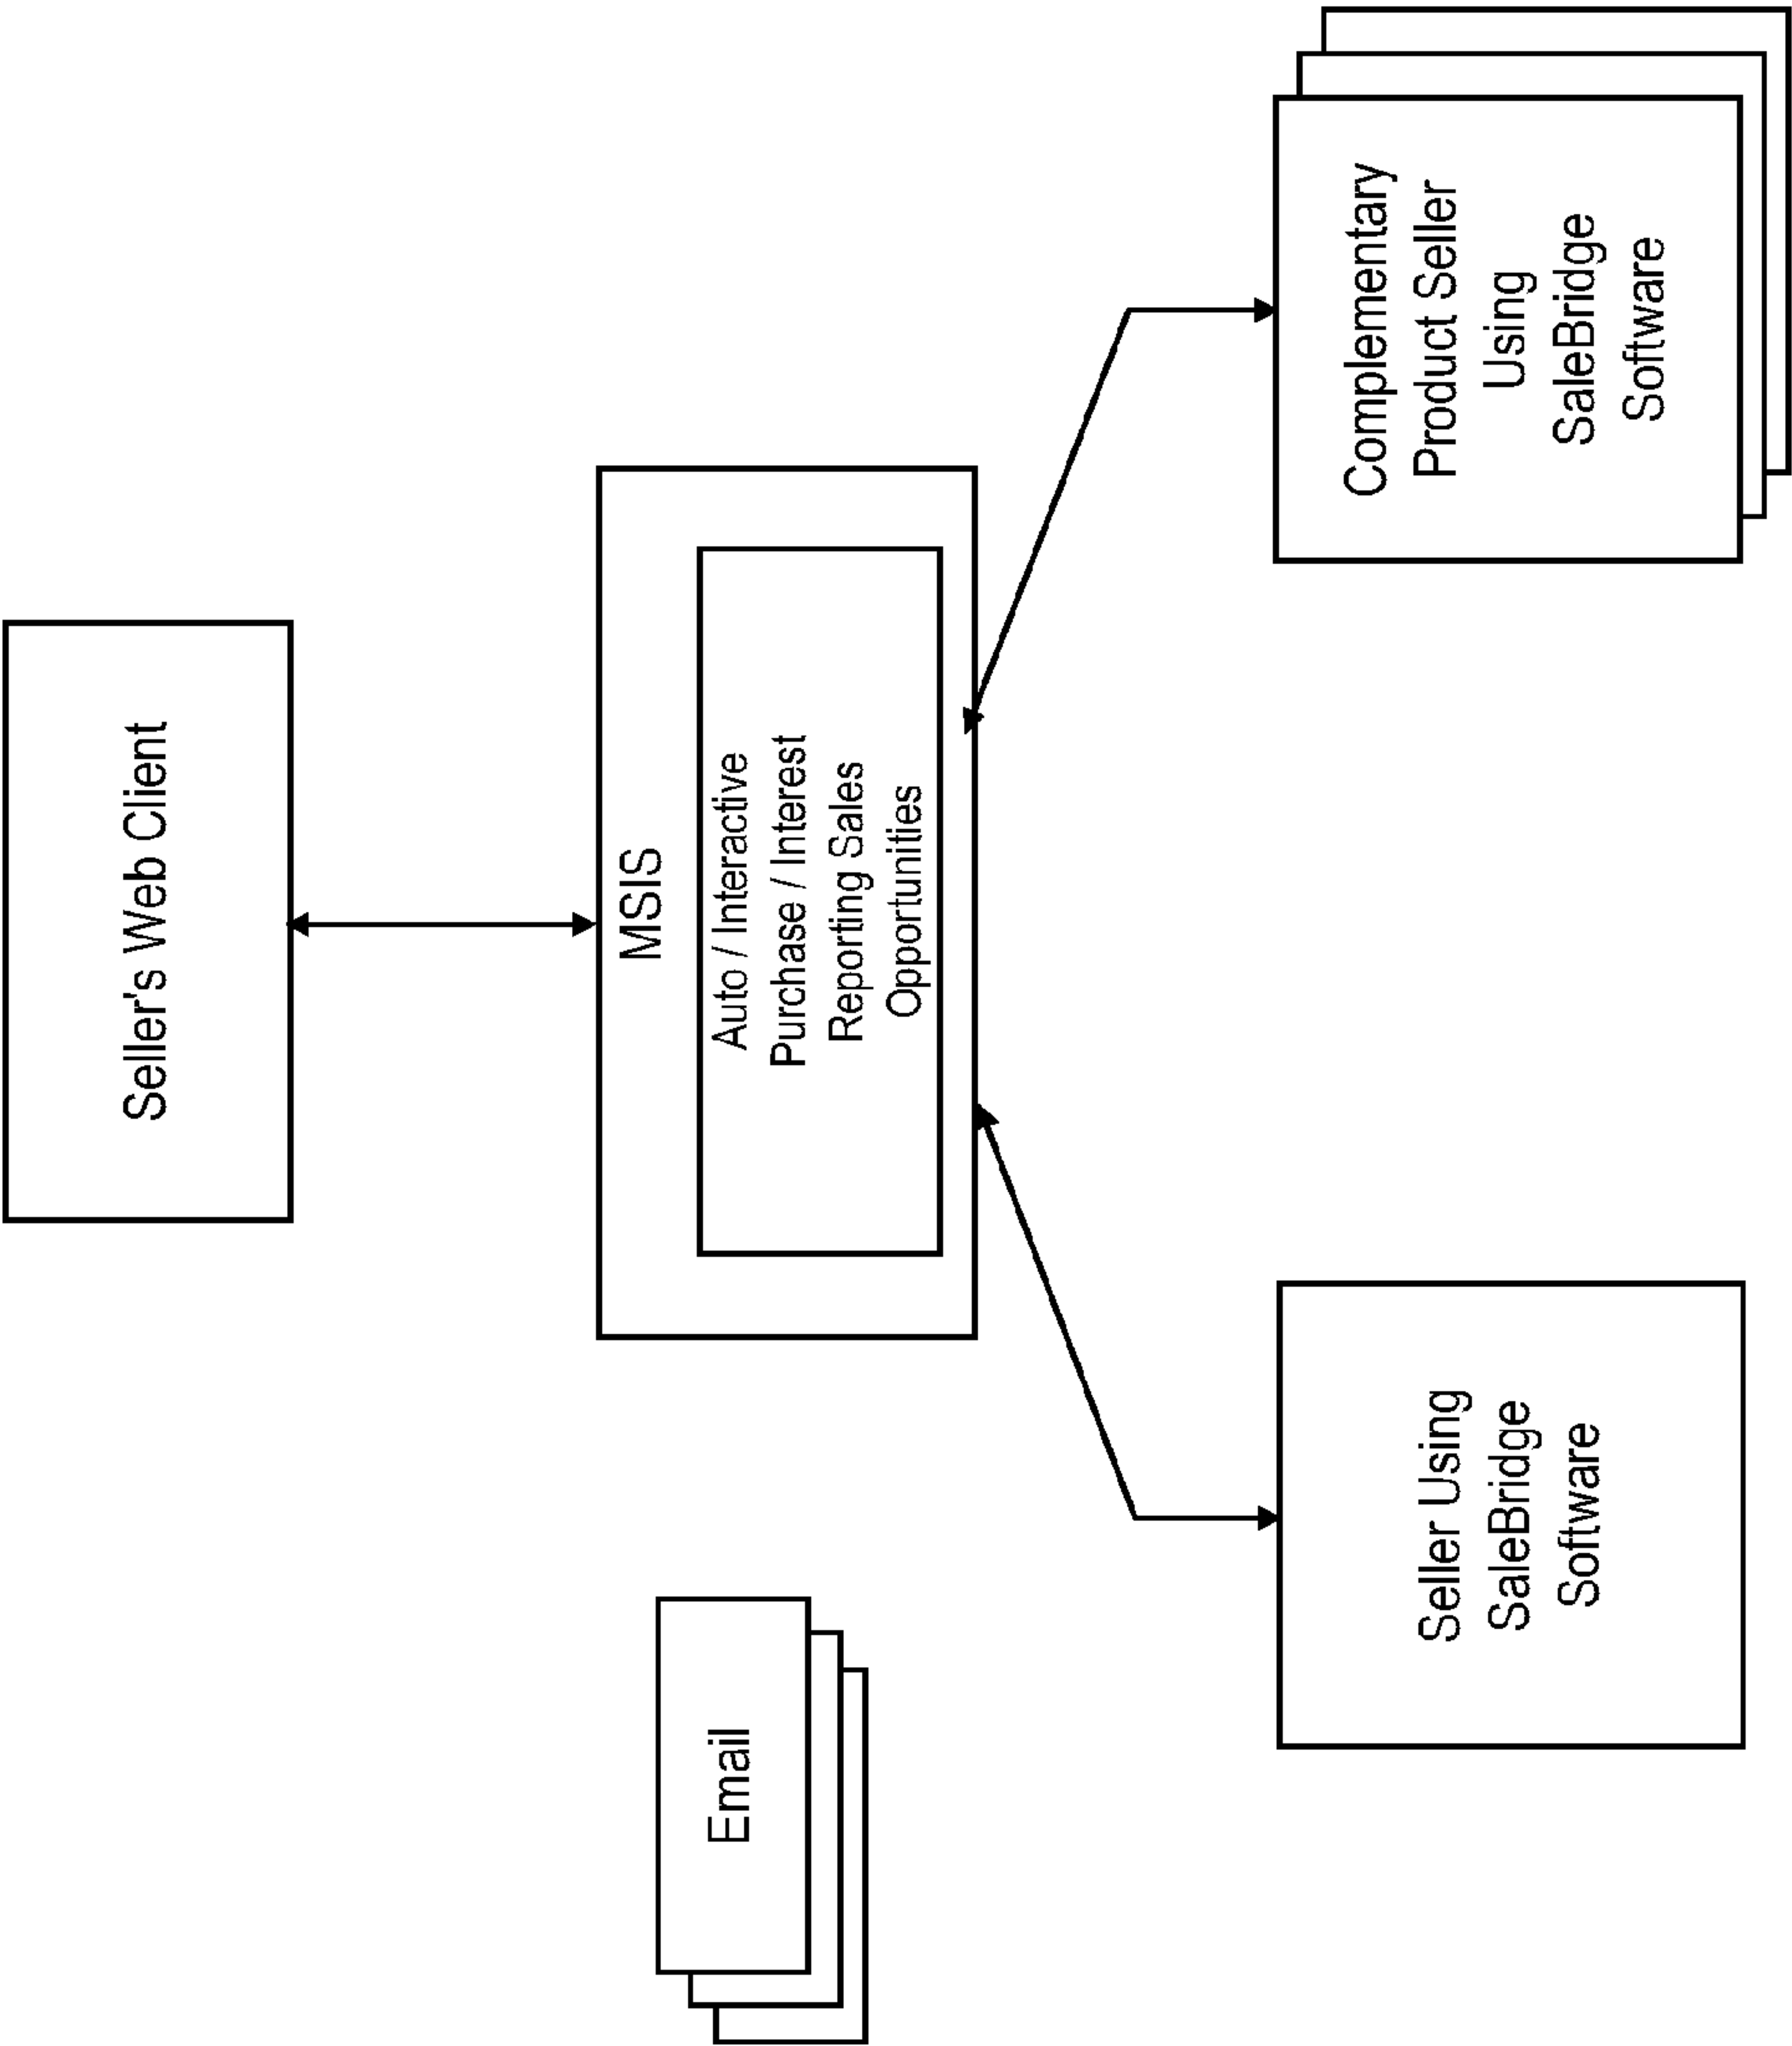 Seller's Web Client
MSIS
Auto / Interactive
Purchase / Interest
Reporting Sales
Opportunities
Email
Seller Using
SaleBridge
Software
Complementary
Product Seller
Using
SaleBridge
Software